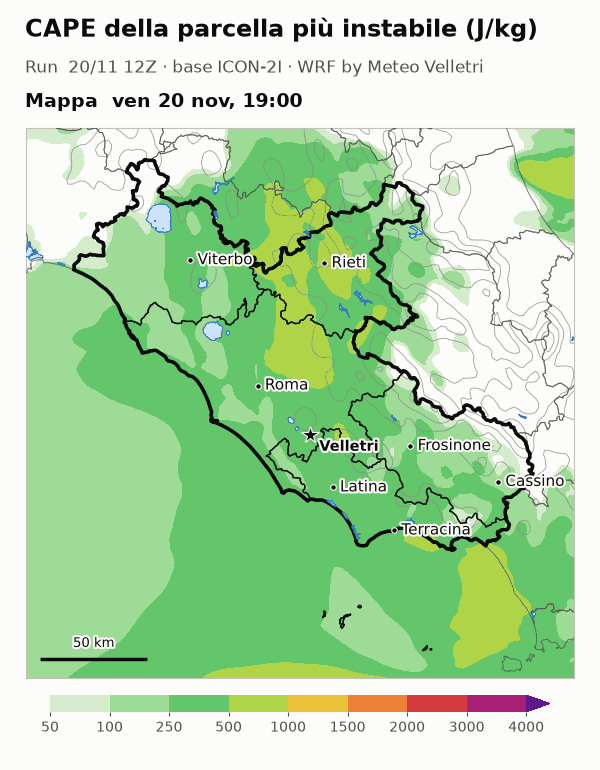 CAPE della parcella più instabile (J/kg)
Run  20/11 12Z · base ICON-2I · WRF by Meteo Velletri
Mappa  ven 20 nov, 19:00
Viterbo
Rieti
Roma
Velletri
Frosinone
Cassino
Latina
Terracina
50 km
50 100 250 500 1000 1500 2000 3000 4000